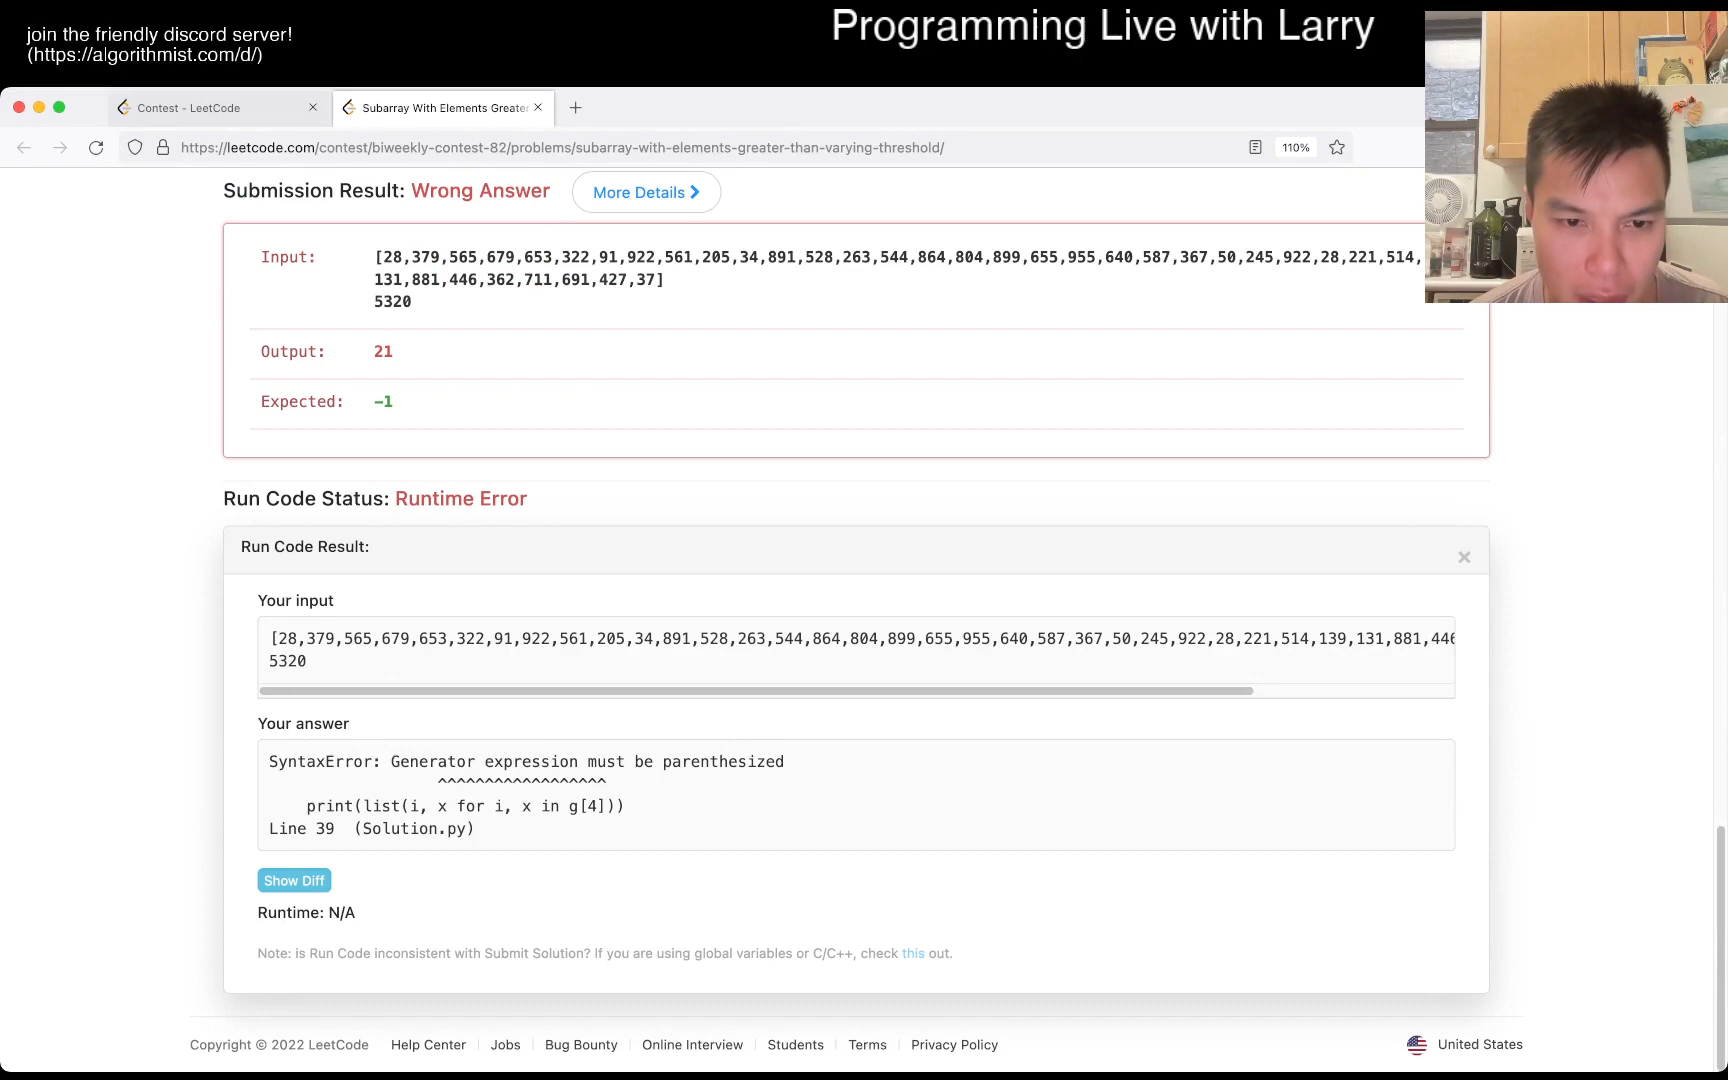 join the friendly discord server!
(https://algorithmist.com/d/)
Programming Live with Larry
Contest - LeetCode
Subarray With Elements Greater
https://leetcode.com/contest/biweekly-contest-82/problems/subarray-with-elements-greater-than-varying-threshold/
110%
Submission Result: Wrong Answer
More Details
Input:
[28,379,565,679,653,322,91,922,561,205,34,891,528,263,544,864,804,899,655,955,640,587,367,50,245,922,28,221,514,
131,881,446,362,711,691,427,37]
5320
Output: 21
Expected: -1
Run Code Status: Runtime Error
Run Code Result:
Your input
[28,379,565,679,653,322,91,922,561,205,34,891,528,263,544,864,804,899,655,955,640,587,367,50,245,922,28,221,514,139,131,881,446
5320
Your answer
SyntaxError: Generator expression must be parenthesized
^^^^^^^^^^^^^^^^^^
print(list(i, x for i, x in g[4]))
Line 39 (Solution.py)
Show Diff
Runtime: N/A
Note: is Run Code inconsistent with Submit Solution? If you are using global variables or C/C++, check this out.
Copyright © 2022 LeetCode Help Center Jobs Bug Bounty Online Interview Students Terms Privacy Policy United States